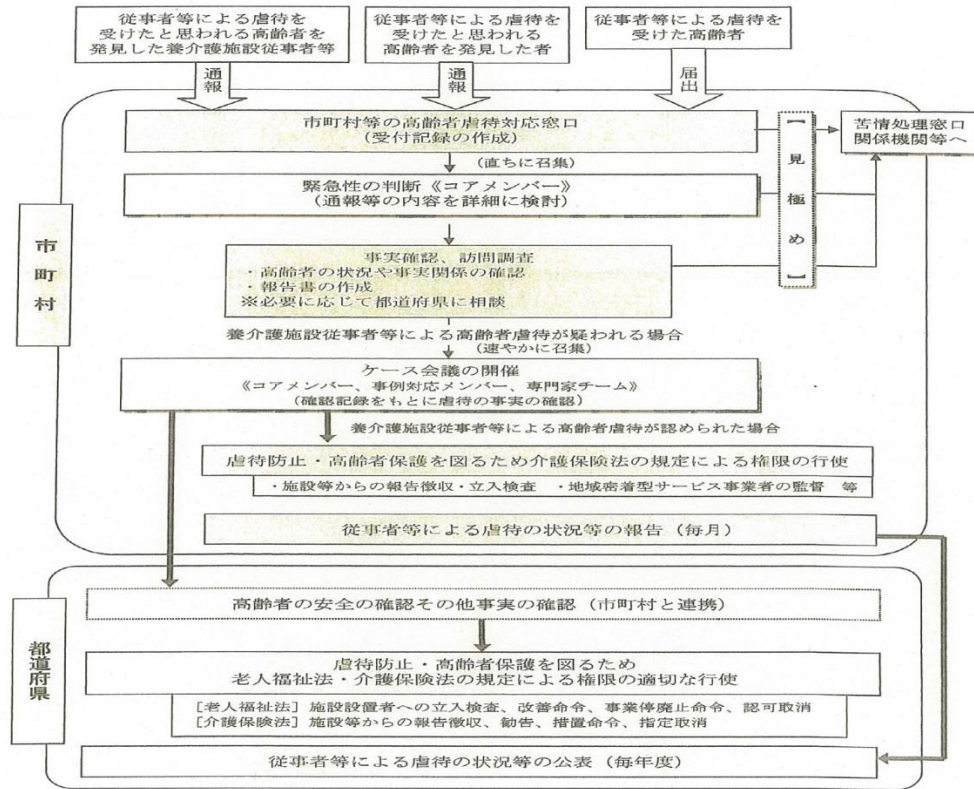 従事者等による虐待を
受けたと思われる高齢者を
発見した養介護施設従事者等
従事者等による虐待を
受けたと思われる
高齢者を発見した者
従事者等による虐待を
受けた高齢者
通報
通報
届出
市町村
市町村等の高齢者虐待対応窓口
(受付記録の作成)
【見極め】
苦情処理窓口
関係機関等へ
(直ちに召集)
緊急性の判断《コアメンバー》
(通報等の内容を詳細に検討)
事実確認、訪問調査
・高齢者の状況や事実関係の確認
・報告書の作成
※必要に応じて都道府県に相談
養介護施設従事者等による高齢者虐待が疑われる場合
(速やかに召集)
ケース会議の開催
《コアメンバー、事例対応メンバー、専門家チーム》
(確認記録をもとに虐待の事実の確認)
養介護施設従事者等による高齢者虐待が認められた場合
虐待防止・高齢者保護を図るため介護保険法の規定による権限の行使
・施設等からの報告徴収・立入検査 ・地域密着型サービス事業者の監督 等
従事者等による虐待の状況等の報告(毎月)
都道府県
高齢者の安全の確認その他事実の確認(市町村と連携)
虐待防止・高齢者保護を図るため
老人福祉法・介護保険法の規定による権限の適切な行使
[老人福祉法] 施設設置者への立入検査、改善命令、事業停廃止命令、認可取消
[介護保険法] 施設等からの報告徴収、勧告、措置命令、指定取消
従事者等による虐待の状況等の公表(毎年度)